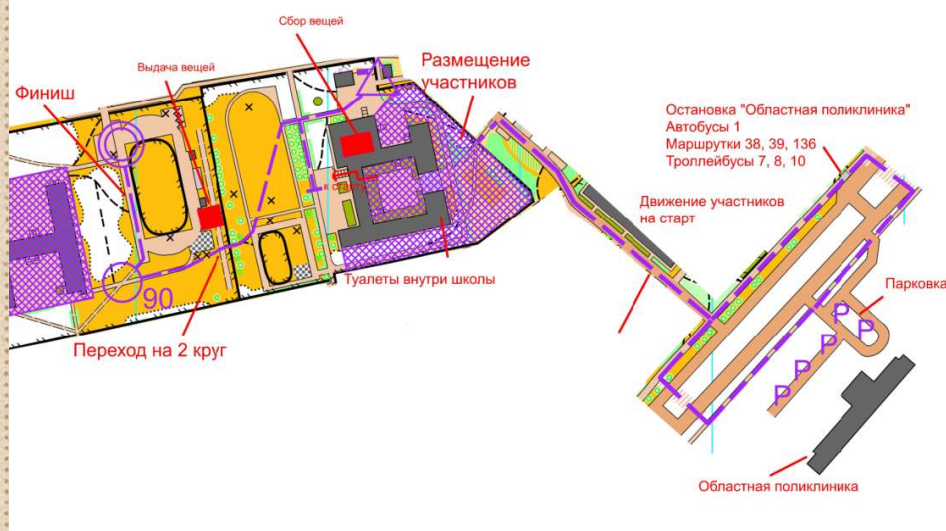 Сбор вещей
Выдача вещей
Размещение
участников
Финиш
Остановка "Областная поликлиника"
Автобусы 1
Маршрутки 38, 39, 136
Троллейбусы 7, 8, 10
к старту
Движение участников
на старт
Туалеты внутри школы
Парковка
90
P
P
P
P
P
P
Переход на 2 круг
Областная поликлиника